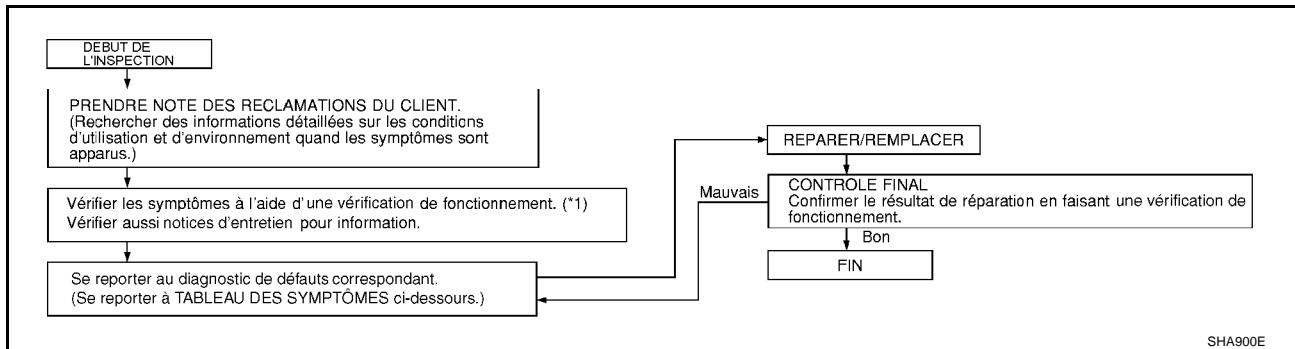 DEBUT DE
L'INSPECTION
PRENDRE NOTE DES RECLAMATIONS DU CLIENT.
(Rechercher des informations détaillées sur les conditions
d'utilisation et d'environnement quand les symptômes sont
apparus.)
Vérifier les symptômes à l'aide d'une vérification de fonctionnement. (*1)
Vérifier aussi notices d'entretien pour information.
Se reporter au diagnostic de défauts correspondant.
(Se reporter à TABLEAU DES SYMPTÔMES ci-dessours.)
REPARER/REMPLACER
Mauvais
CONTROLE FINAL
Confirmer le résultat de réparation en faisant une vérification de
fonctionnement.
Bon
FIN
SHA900E